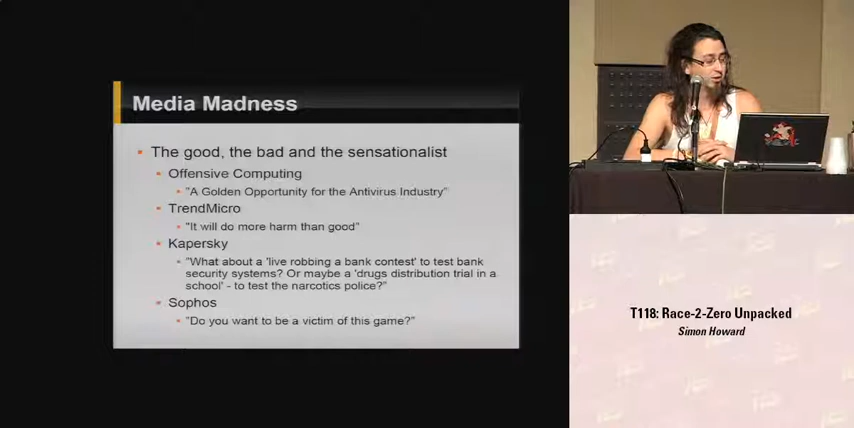 Media Madness
The good, the bad and the sensationalist
Offensive Computing
"A Golden Opportunity for the Antivirus Industry"
TrendMicro
"It will do more harm than good"
Kapersky
"What about a 'live robbing a bank contest' to test bank
security systems? Or maybe a 'drugs distribution trial in a
school' - to test the narcotics police?"
Sophos
"Do you want to be a victim of this game?"
T118: Race-2-Zero Unpacked
Simon Howard